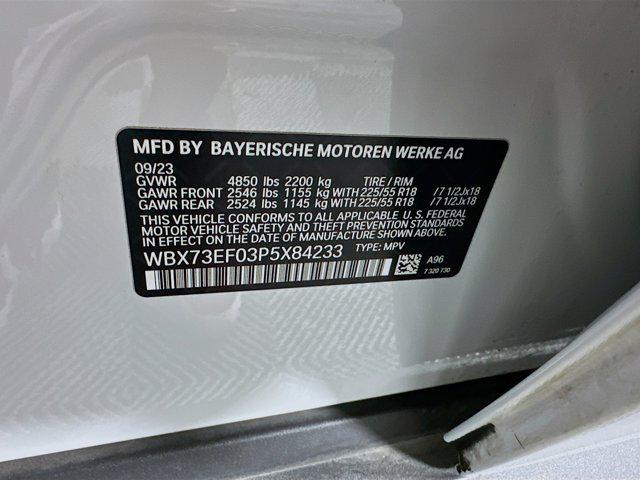 MFD BY BAYERISCHE MOTOREN WERKE AG
09/23
GVWR 4850 lbs 2200 kg TIRE / RIM
GAWR FRONT 2546 lbs 1155 kg WITH 225/55 R18 /7 1/2Jx18
GAWR REAR 2524 lbs 1145 kg WITH 225/55 R18 /7 1/2Jx18
THIS VEHICLE CONFORMS TO ALL APPLICABLE U. S. FEDERAL
MOTOR VEHICLE SAFETY AND THEFT PREVENTION STANDARDS
IN EFFECT ON THE DATE OF MANUFACTURE SHOWN ABOVE.
WBX73EF03P5X84233 TYPE: MPV
A96
7 320 730